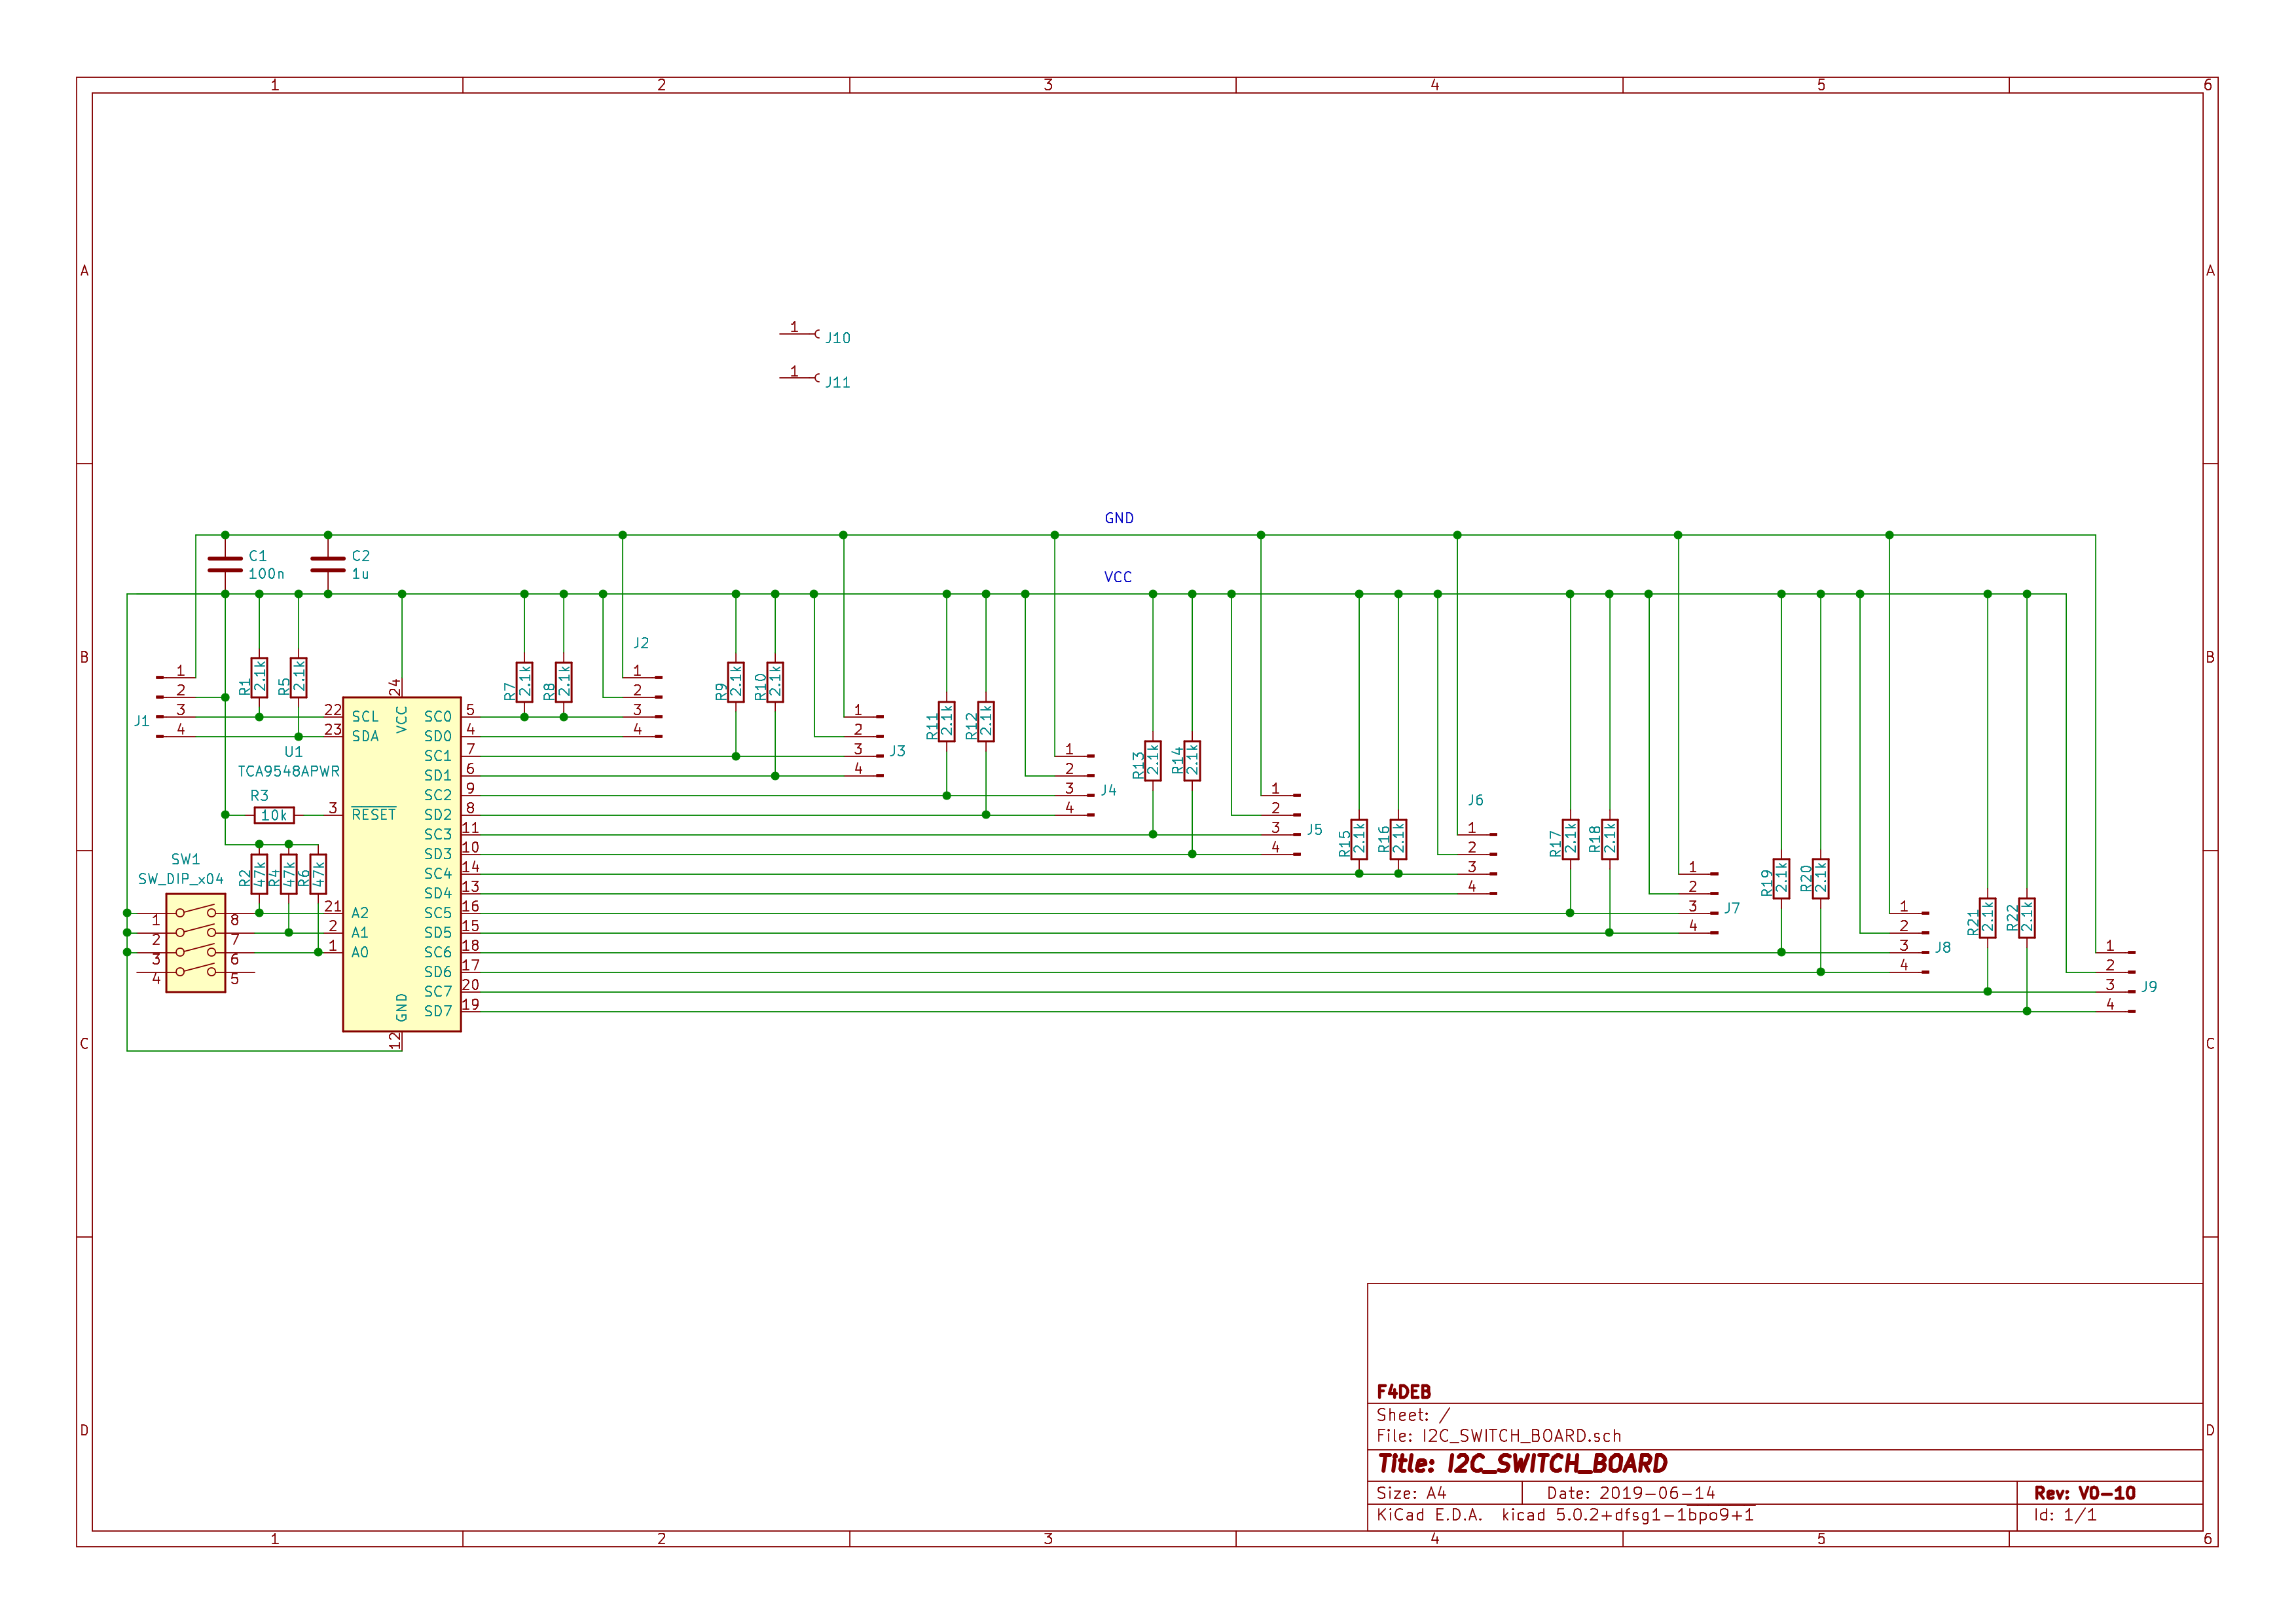 1 2 3 4 5 6
A A
1 J10
1 J11
GND
C1 C2
100n 1u
VCC
J2
B B
1 R1 2.1k R5 2.1k 24 R7 2.1k R8 2.1k 1 R9 2.1k R10 2.1k
2 2
J1 3 22 SCL VCC SC0 5 3 1 R11 2.1k R12 2.1k
4 23 SDA SD0 4 4 2
U1 SC1 7 3 J3 1 R13 2.1k R14 2.1k
TCA9548APWR SD1 6 4 2
R3 SC2 9 3 J4 1 J6
10k 3 RESET SD2 8 4 2
SC3 11 3 J5 R15 2.1k R16 2.1k 1 R17 2.1k R18 2.1k
SW1 SD3 10 4 2
SW_DIP_x04 R2 47k R4 47k R6 47k SC4 14 3 1 R19 2.1k R20 2.1k
SD4 13 4 2
1 8 21 A2 SC5 16 3 J7 1 R21 2.1k R22 2.1k
2 7 2 A1 SD5 15 4 2
3 6 1 A0 SC6 18 3 J8 1
4 5 SD6 17 4 2
SC7 20 3 J9
GND SD7 19 4
12
C C
F4DEB
Sheet: /
File: I2C_SWITCH_BOARD.sch
D D
Title: I2C_SWITCH_BOARD
Size: A4 Date: 2019-06-14 Rev: V0-10
KiCad E.D.A. kicad 5.0.2+dfsg1-1bpo9+1 Id: 1/1
1 2 3 4 5 6